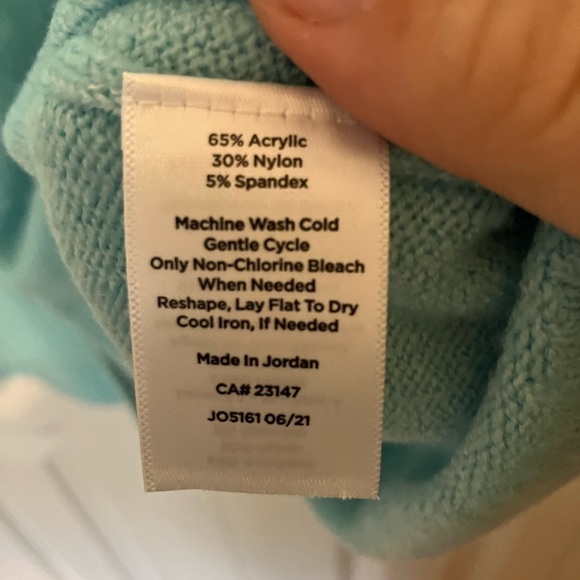 65% Acrylic
30% Nylon
5% Spandex
Machine Wash Cold
Gentle Cycle
Only Non-Chlorine Bleach
When Needed
Reshape, Lay Flat To Dry
Cool Iron, If Needed
Made In Jordan
CA# 23147
JO5161 06/21